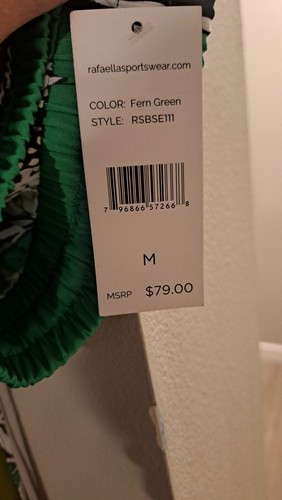 rafaellasportswear.com
COLOR: Fern Green
STYLE: RSBSE111
7 96866 57266 8
M
MSRP $79.00